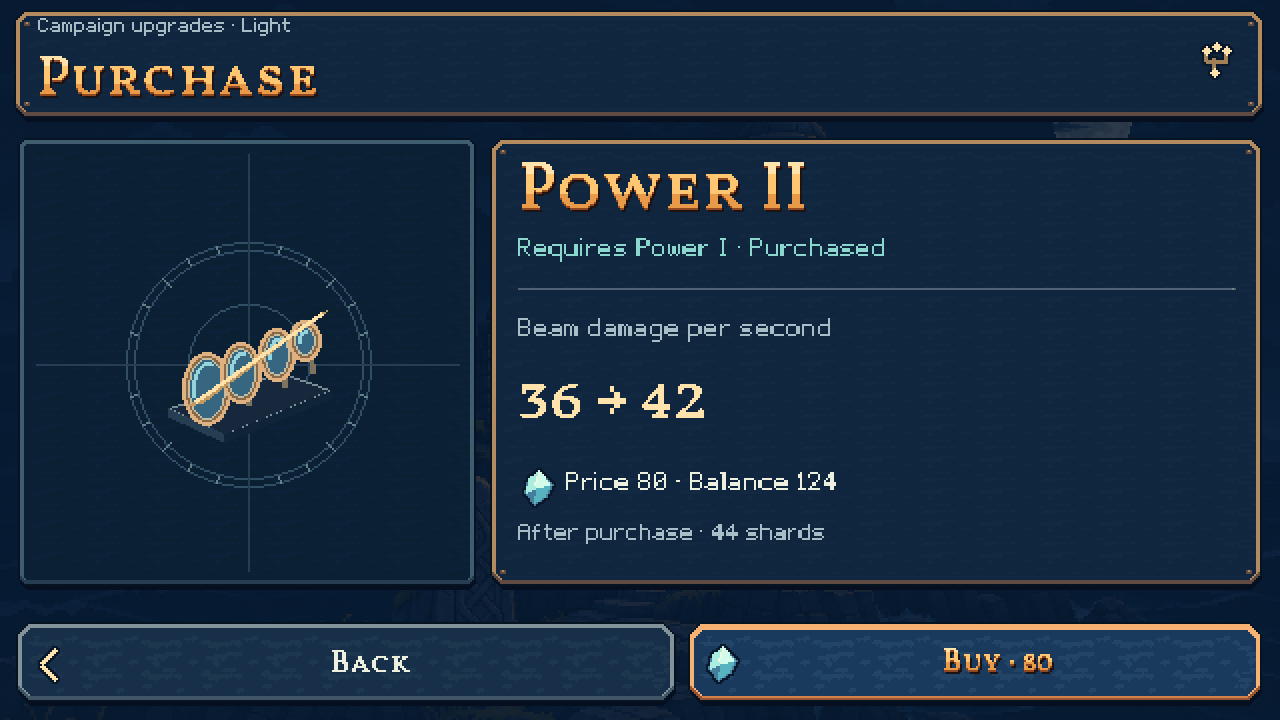 Campaign upgrades · Light
Purchase
Power II
Requires Power I · Purchased
Beam damage per second
36 → 42
Price 80 · Balance 124
After purchase · 44 shards
Back
Buy · 80